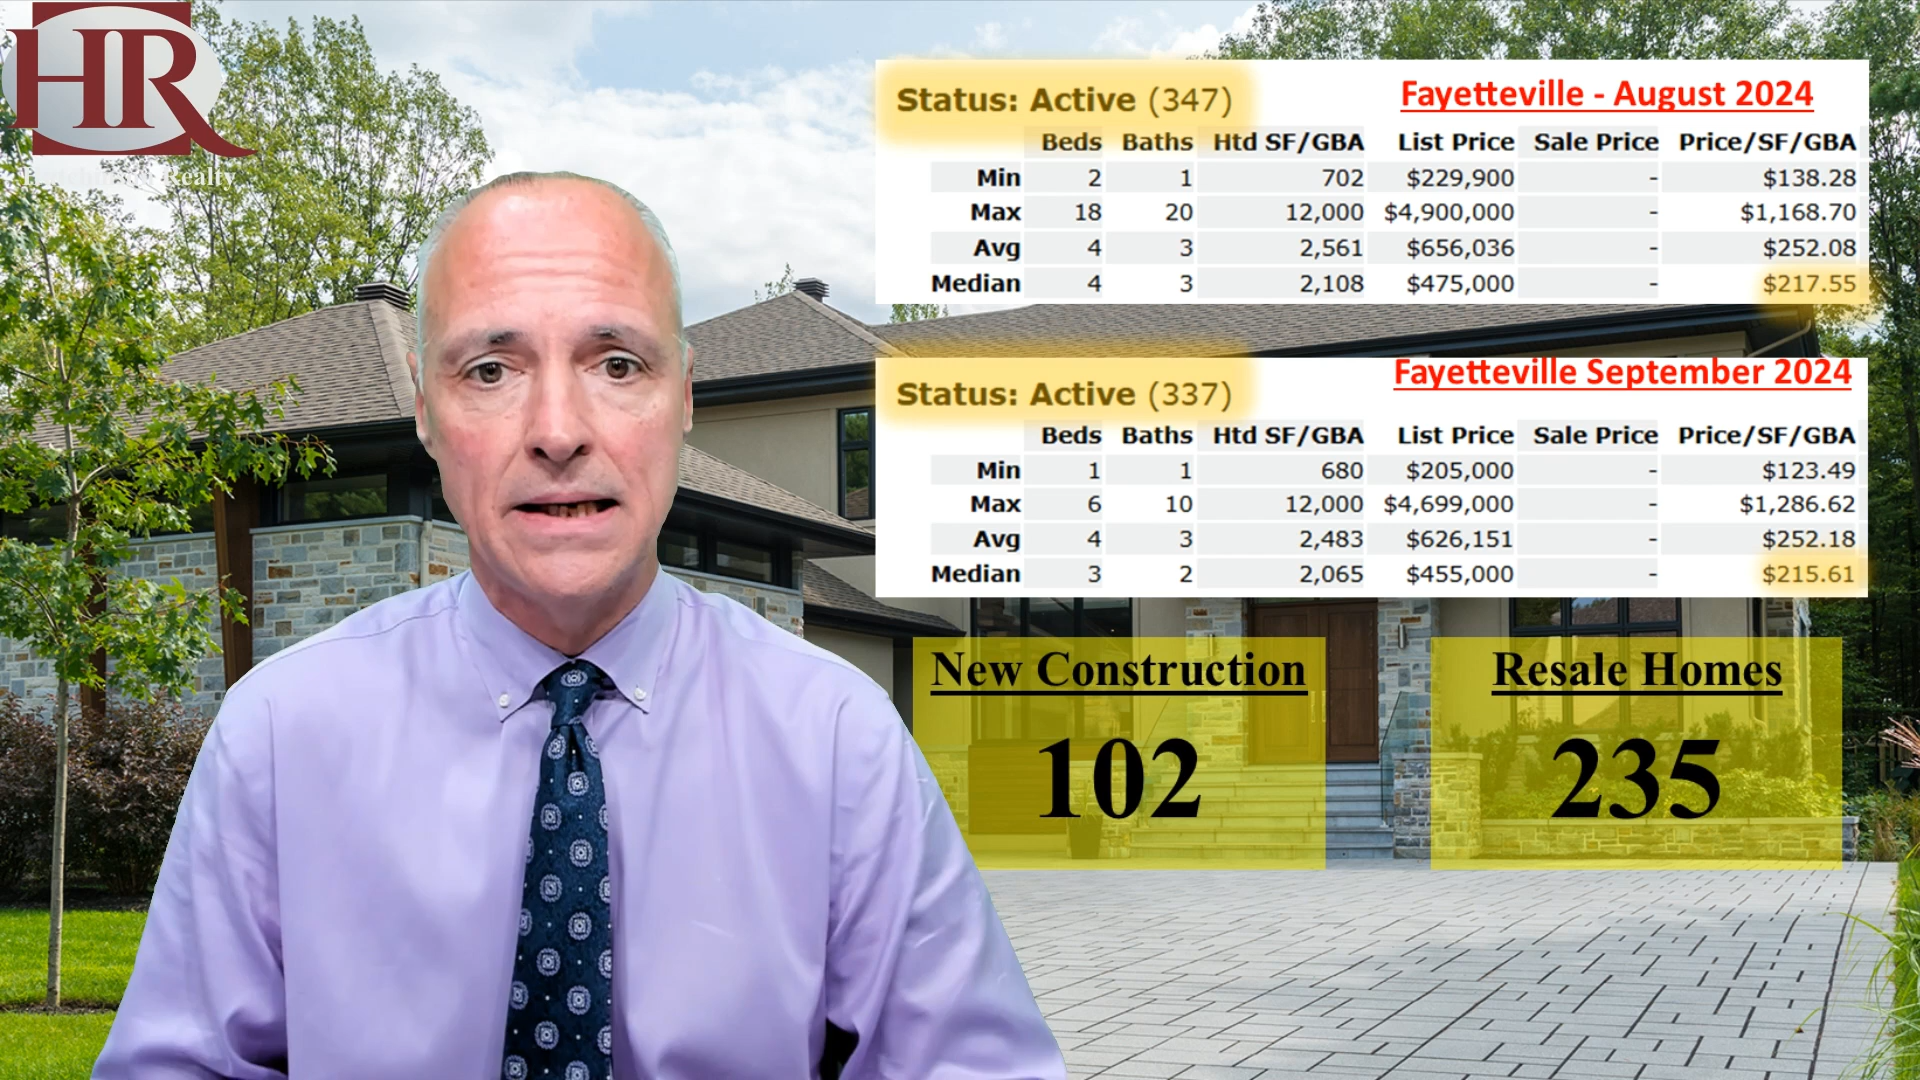 HR
Realty
Status: Active (347)
Fayetteville - August 2024
Beds Baths Htd SF/GBA List Price Sale Price Price/SF/GBA
Min 2 1 702 $229,900 - $138.28
Max 18 20 12,000 $4,900,000 - $1,168.70
Avg 4 3 2,561 $656,036 - $252.08
Median 4 3 2,108 $475,000 - $217.55
Fayetteville September 2024
Status: Active (337)
Beds Baths Htd SF/GBA List Price Sale Price Price/SF/GBA
Min 1 1 680 $205,000 - $123.49
Max 6 10 12,000 $4,699,000 - $1,286.62
Avg 4 3 2,483 $626,151 - $252.18
Median 3 2 2,065 $455,000 - $215.61
New Construction
102
Resale Homes
235